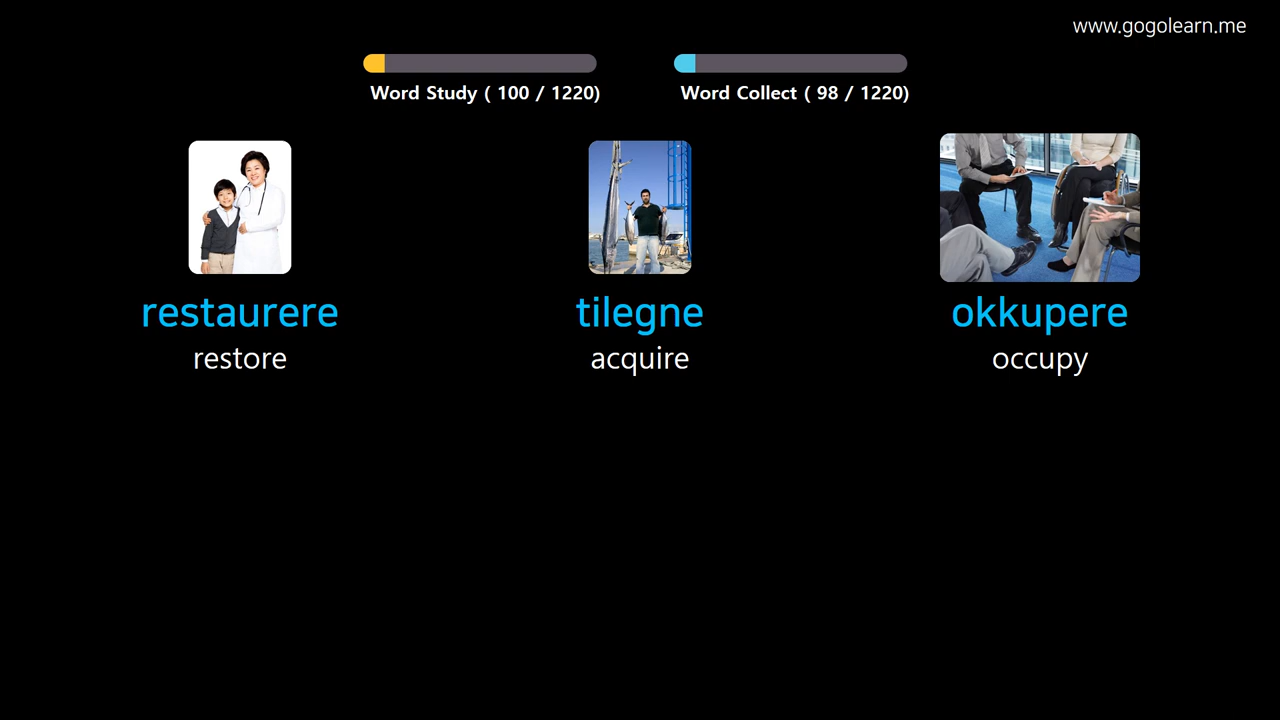 www.gogolearn.me
Word Study ( 100 / 1220)
Word Collect ( 98 / 1220)
restaurere
restore
tilegne
acquire
okkupere
occupy